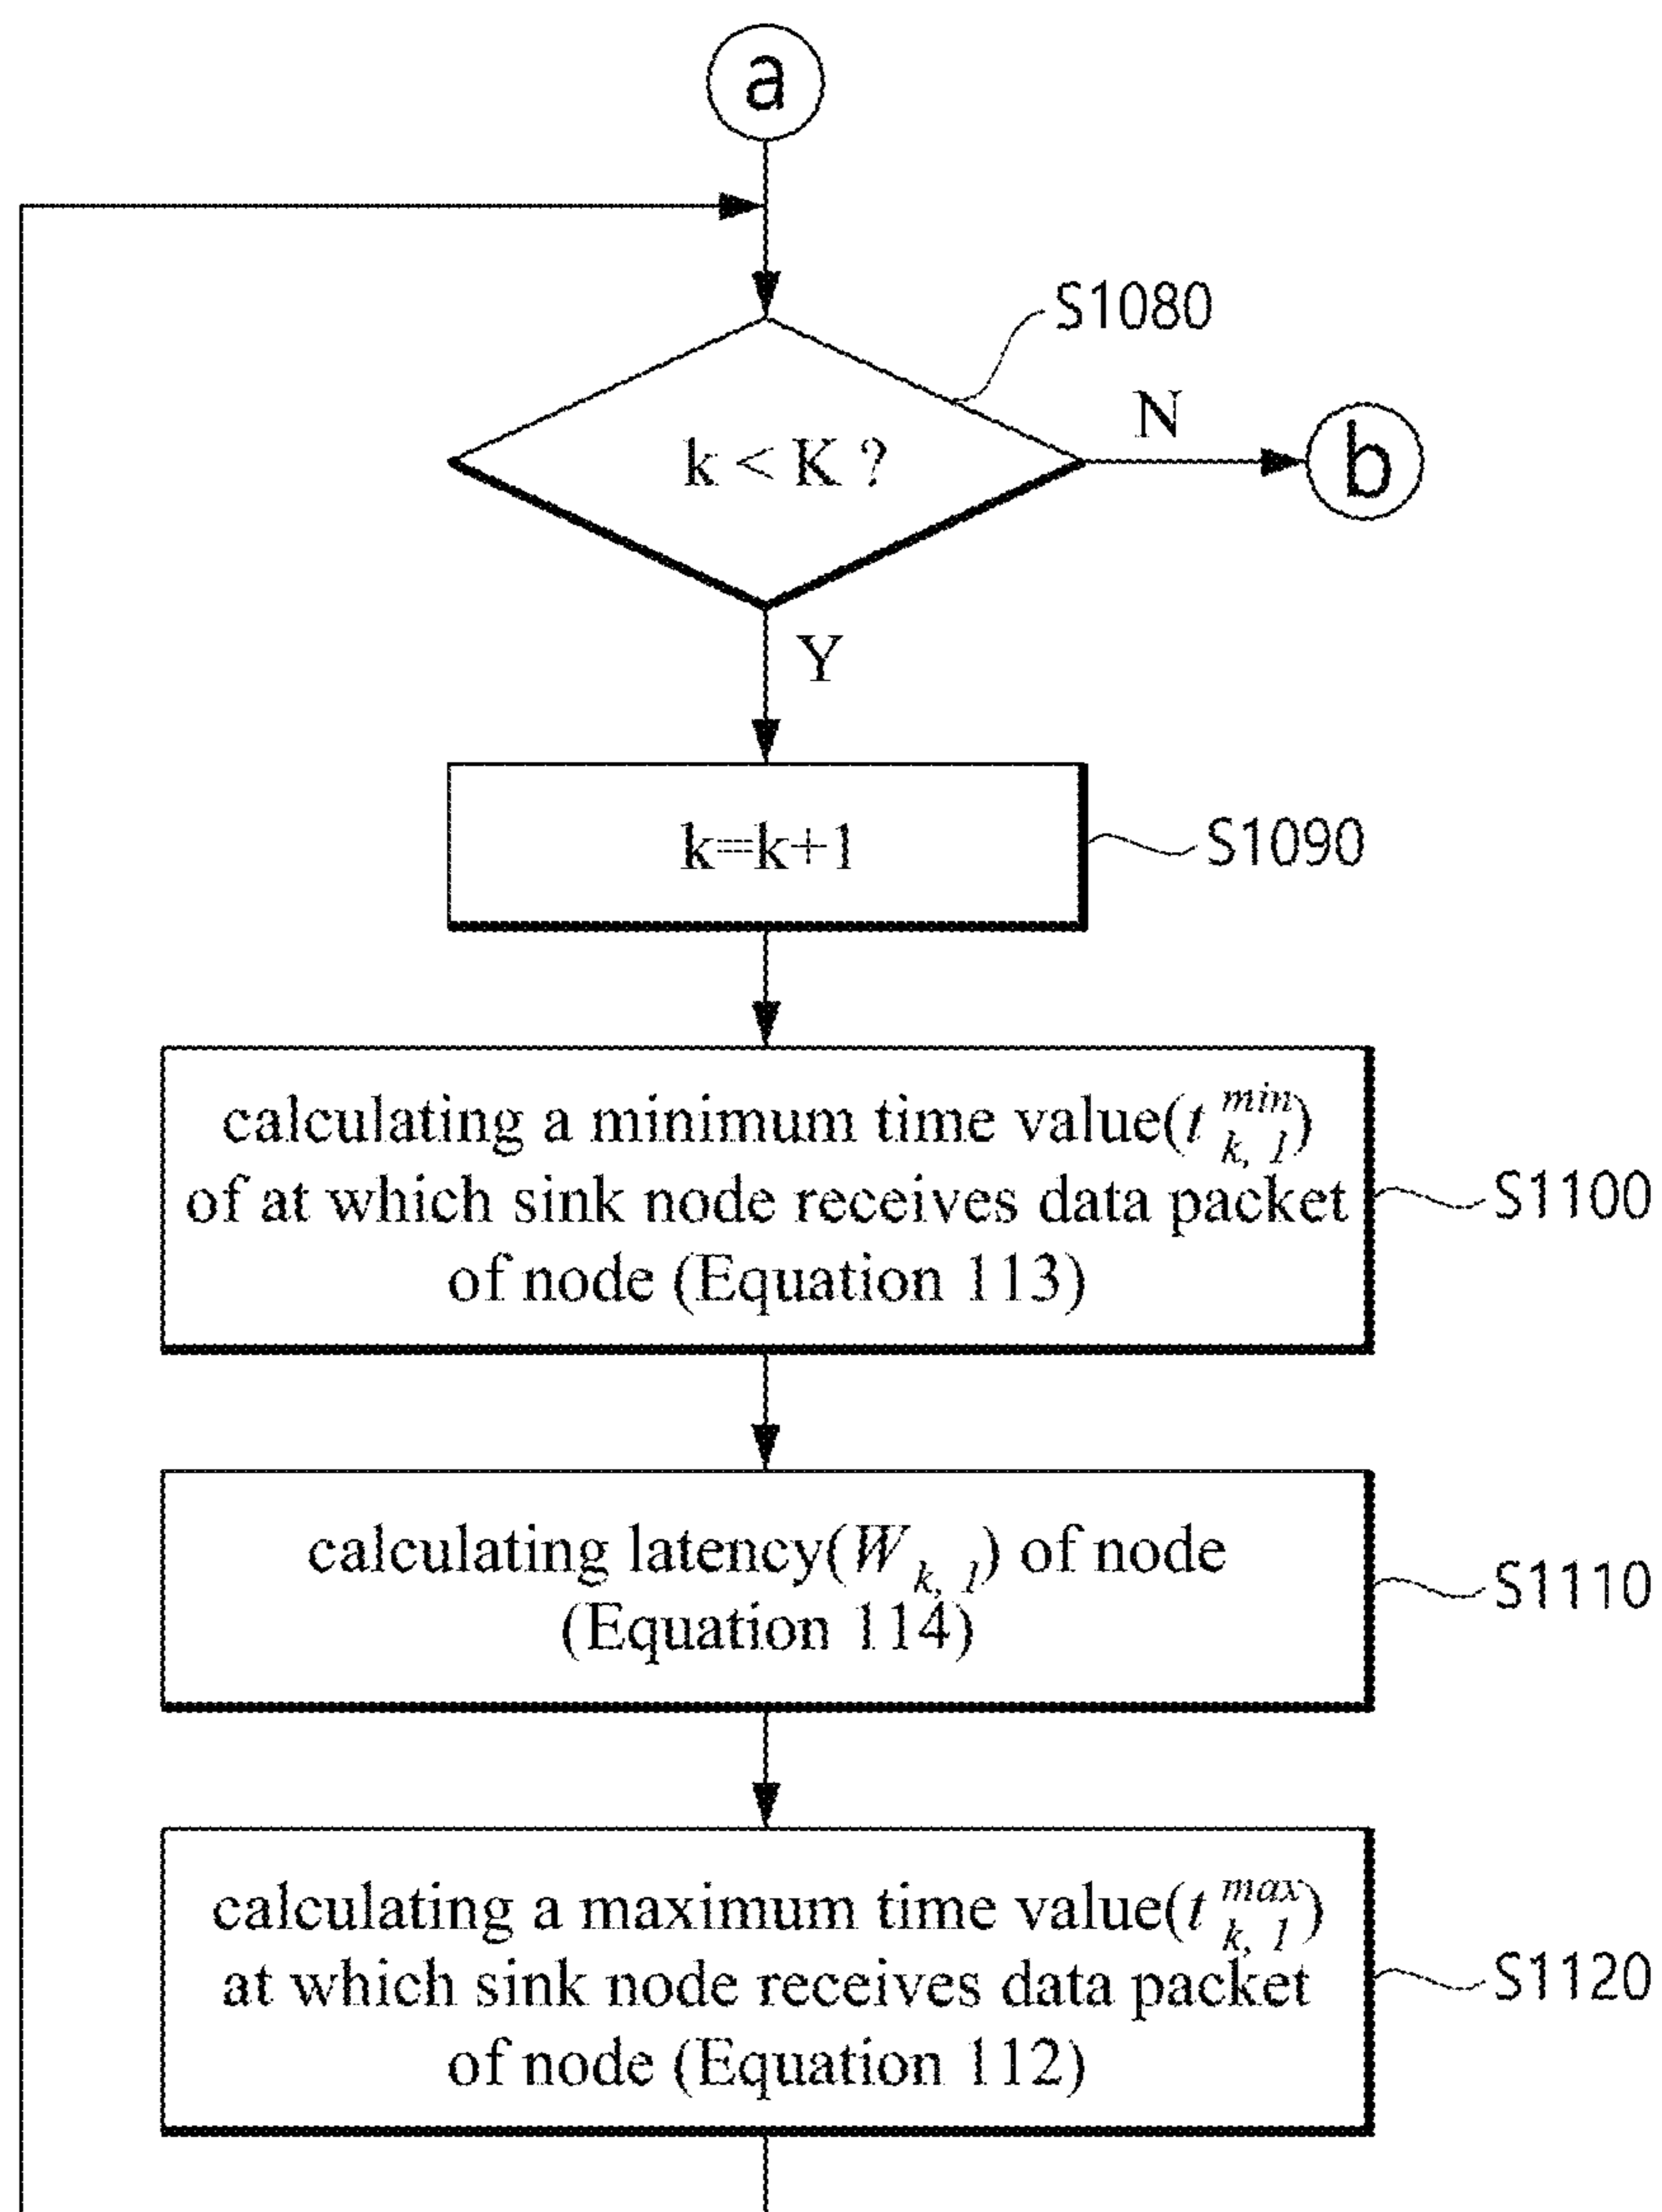 a
S1080
k < K ?
N
b
Y
k=k+1
S1090
calculating a minimum time value(t min k, 1)
of at which sink node receives data packet
of node (Equation 113)
S1100
calculating latency(W k, 1) of node
(Equation 114)
S1110
calculating a maximum time value(t max k, 1)
at which sink node receives data packet
of node (Equation 112)
S1120